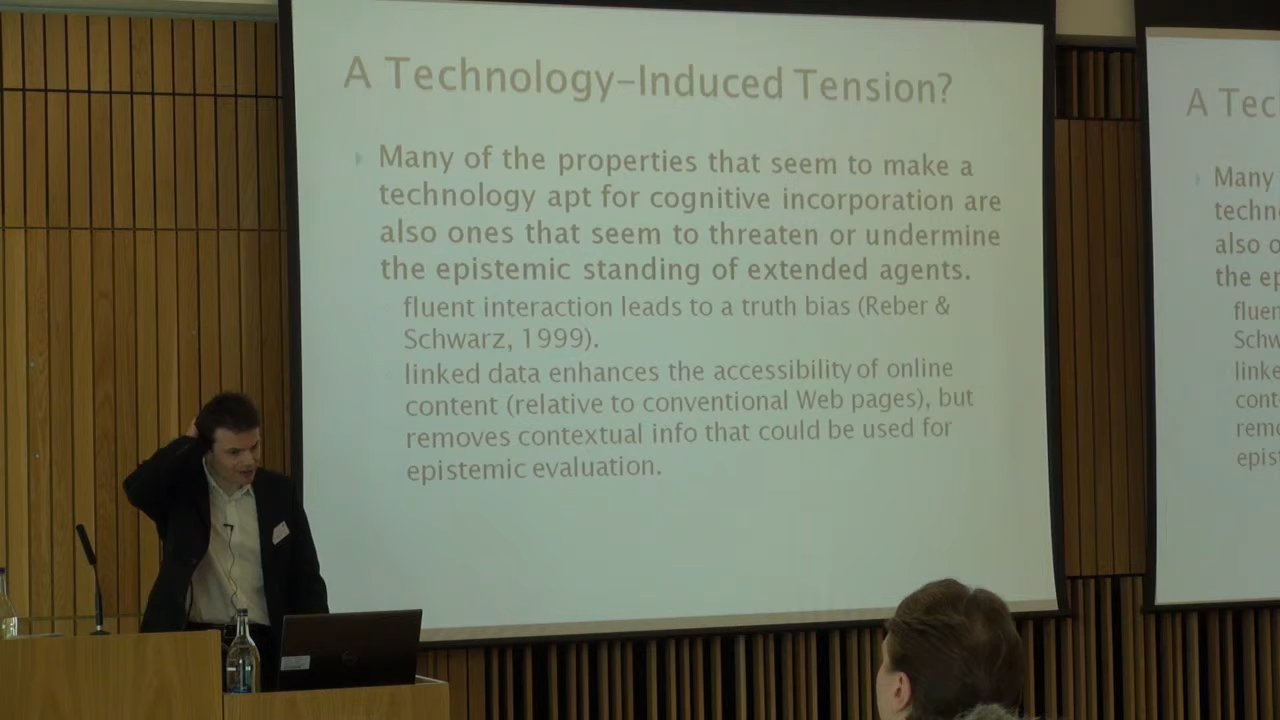 A Technology-Induced Tension?
Many of the properties that seem to make a
technology apt for cognitive incorporation are
also ones that seem to threaten or undermine
the epistemic standing of extended agents.
fluent interaction leads to a truth bias (Reber &
Schwarz, 1999).
linked data enhances the accessibility of online
content (relative to conventional Web pages), but
removes contextual info that could be used for
epistemic evaluation.
A Tec
Many
techn
also o
the ep
fluen
Schw
linke
cont
remo
epist